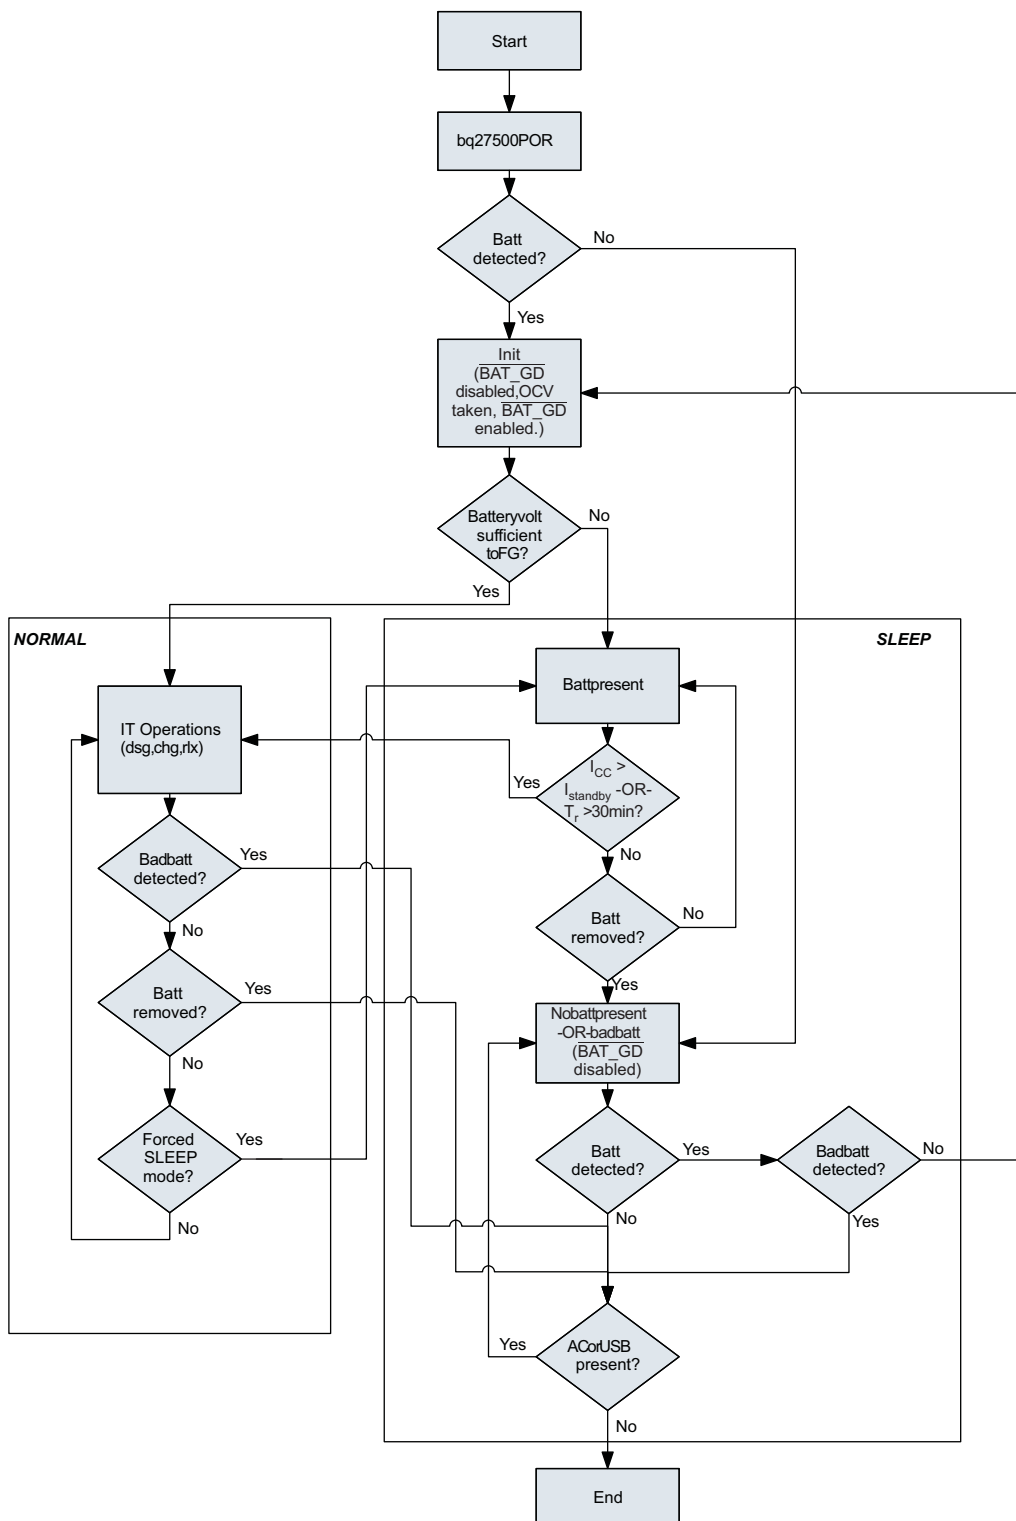 Start
bq27500POR
Batt
detected?
No
Yes
Init
(BAT_GD
disabled,OCV
taken, BAT_GD
enabled.)
Batteryvolt
sufficient
toFG?
No
Yes
NORMAL
SLEEP
IT Operations
(dsg,chg,rlx)
Badbatt
detected?
Yes
No
Batt
removed?
Yes
No
Forced
SLEEP
mode?
Yes
No
Battpresent
I_CC >
I_standby -OR-
T_r >30min?
Yes
No
Batt
removed?
No
Yes
Nobattpresent
-OR-badbatt
(BAT_GD
disabled)
Batt
detected?
Yes
No
Badbatt
detected?
No
Yes
ACorUSB
present?
Yes
No
End